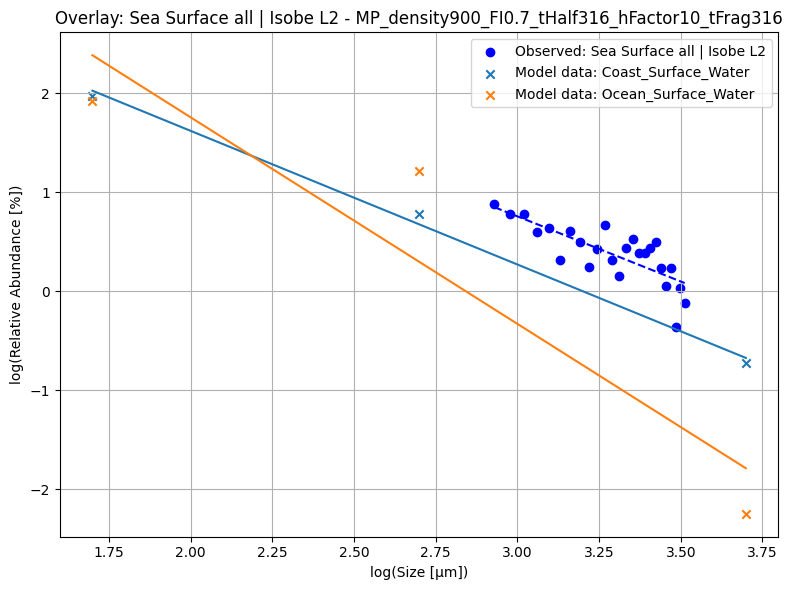 Overlay: Sea Surface all | Isobe L2 - MP_density900_FI0.7_tHalf316_hFactor10_tFrag316
Observed: Sea Surface all | Isobe L2
Model data: Coast_Surface_Water
Model data: Ocean_Surface_Water
log(Relative Abundance [%])
2
1
0
−1
−2
1.75
2.00
2.25
2.50
2.75
3.00
3.25
3.50
3.75
log(Size [µm])